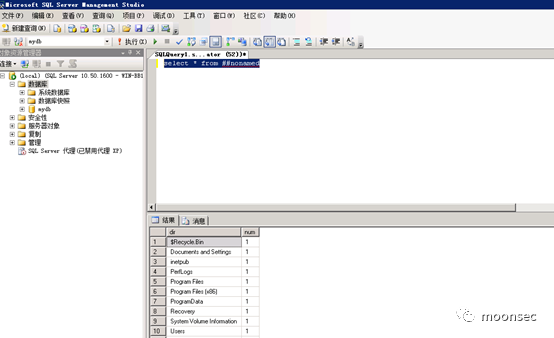 Microsoft SQL Server Management Studio
文件(F) 编辑(E) 查看(V) 查询(Q) 项目(P) 调试(D) 工具(T) 窗口(W) 社区(C) 帮助(H)
新建查询(N)
mydb
执行(X)
对象资源管理器
连接
(local) (SQL Server 10.50.1600 - WIN-BB1
数据库
系统数据库
数据库快照
mydb
安全性
服务器对象
复制
管理
SQL Server 代理(已禁用代理 XP)
SQLQuery1.s...ator (52))*
select * from ##nonamed
结果 消息
dir num
1 $Recycle.Bin 1
2 Documents and Settings 1
3 inetpub 1
4 PerfLogs 1
5 Program Files 1
6 Program Files (x86) 1
7 ProgramData 1
8 Recovery 1
9 System Volume Information 1
10 Users 1
moonsec